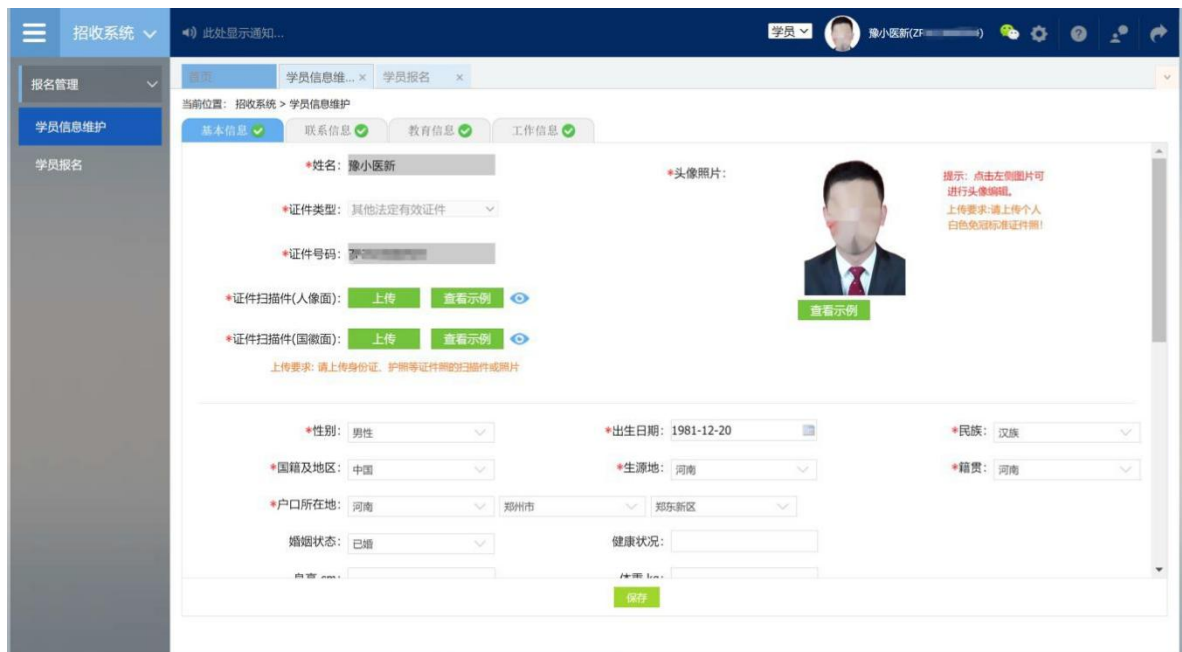 招收系统
此处显示通知...
学员
豫小医新(ZF
报名管理
学员信息维护
学员报名
首页
学员信息维...×
学员报名 ×
当前位置： 招收系统 > 学员信息维护
基本信息
联系信息
教育信息
工作信息
*姓名： 豫小医新
*头像照片：
提示：点击左侧图片可
进行头像编辑。
上传要求:请上传个人
白色免冠标准证件照!
*证件类型： 其他法定有效证件
*证件号码：
*证件扫描件(人像面)： 上传 查看示例
查看示例
*证件扫描件(国徽面)： 上传 查看示例
上传要求: 请上传身份证、护照等证件照的扫描件或照片
*性别： 男性 *出生日期： 1981-12-20 *民族： 汉族
*国籍及地区： 中国 *生源地： 河南 *籍贯： 河南
*户口所在地： 河南 郑州市 郑东新区
婚姻状态： 已婚 健康状况：
保存